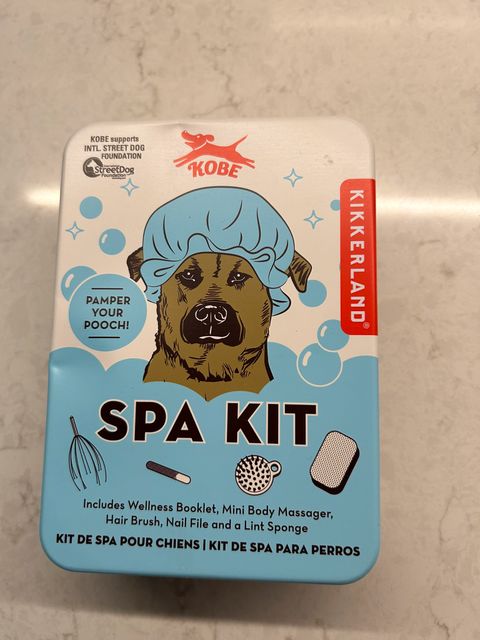 KOBE supports
INTL. STREET DOG
FOUNDATION
International
StreetDog
Foundation
KOBE
KIKKERLAND®
PAMPER
YOUR
POOCH!
SPA KIT
Includes Wellness Booklet, Mini Body Massager,
Hair Brush, Nail File and a Lint Sponge
KIT DE SPA POUR CHIENS | KIT DE SPA PARA PERROS